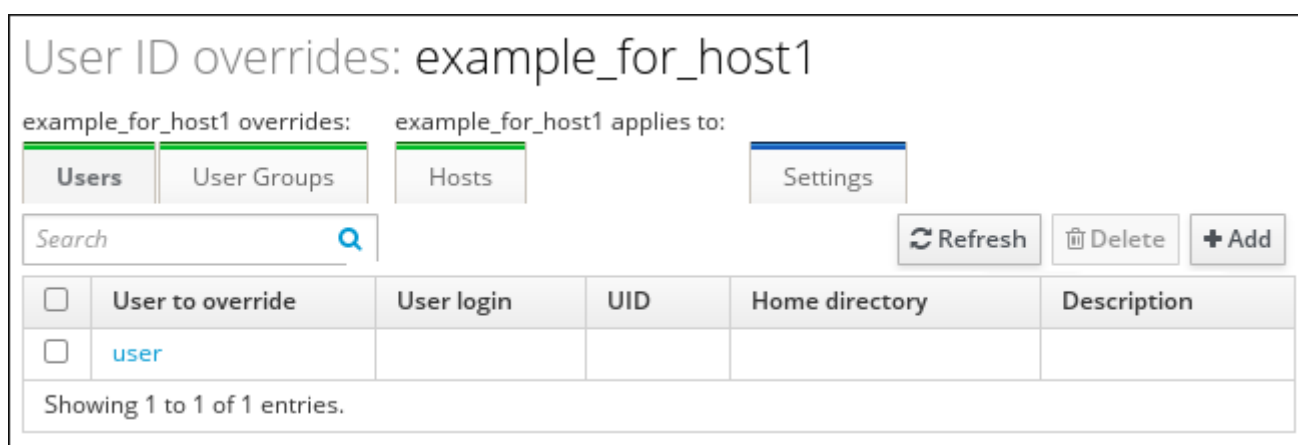 User ID overrides: example_for_host1
example_for_host1 overrides: example_for_host1 applies to:
Users User Groups Hosts Settings
Search Refresh Delete Add
User to override User login UID Home directory Description
user
Showing 1 to 1 of 1 entries.